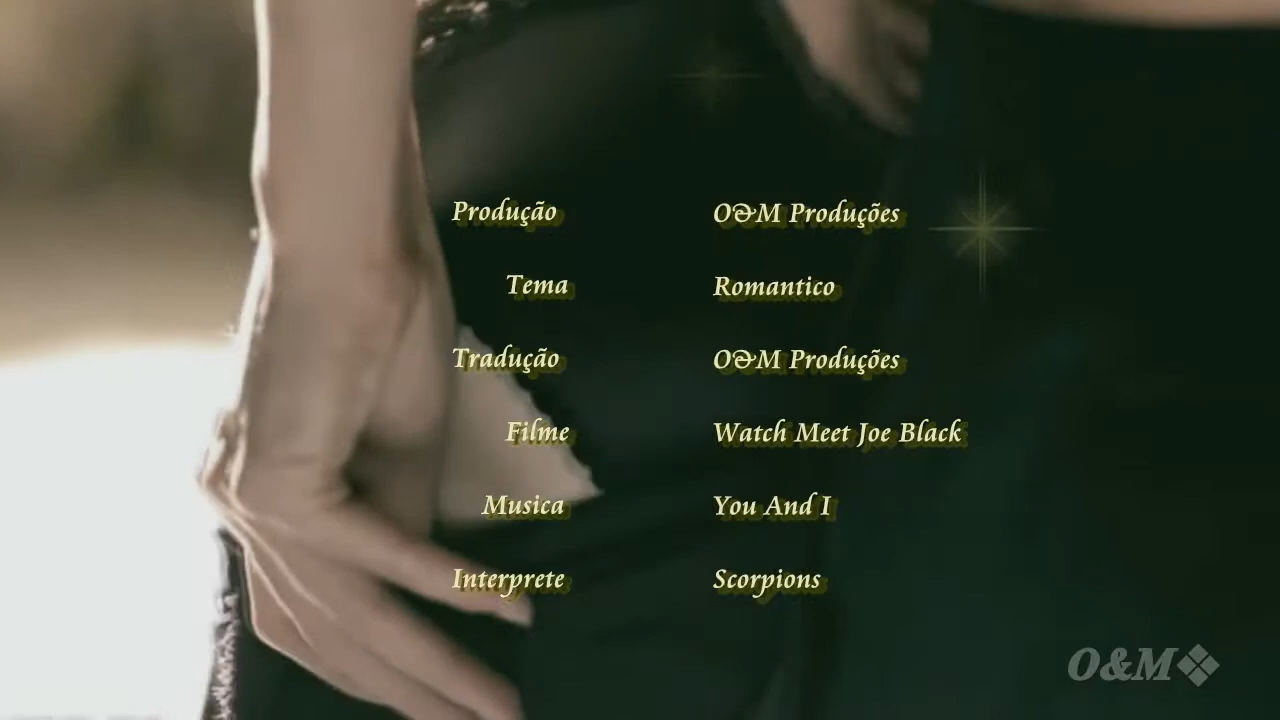 Produção O&M Produções
Tema Romantico
Tradução O&M Produções
Filme Watch Meet Joe Black
Musica You And I
Interprete Scorpions
O&M